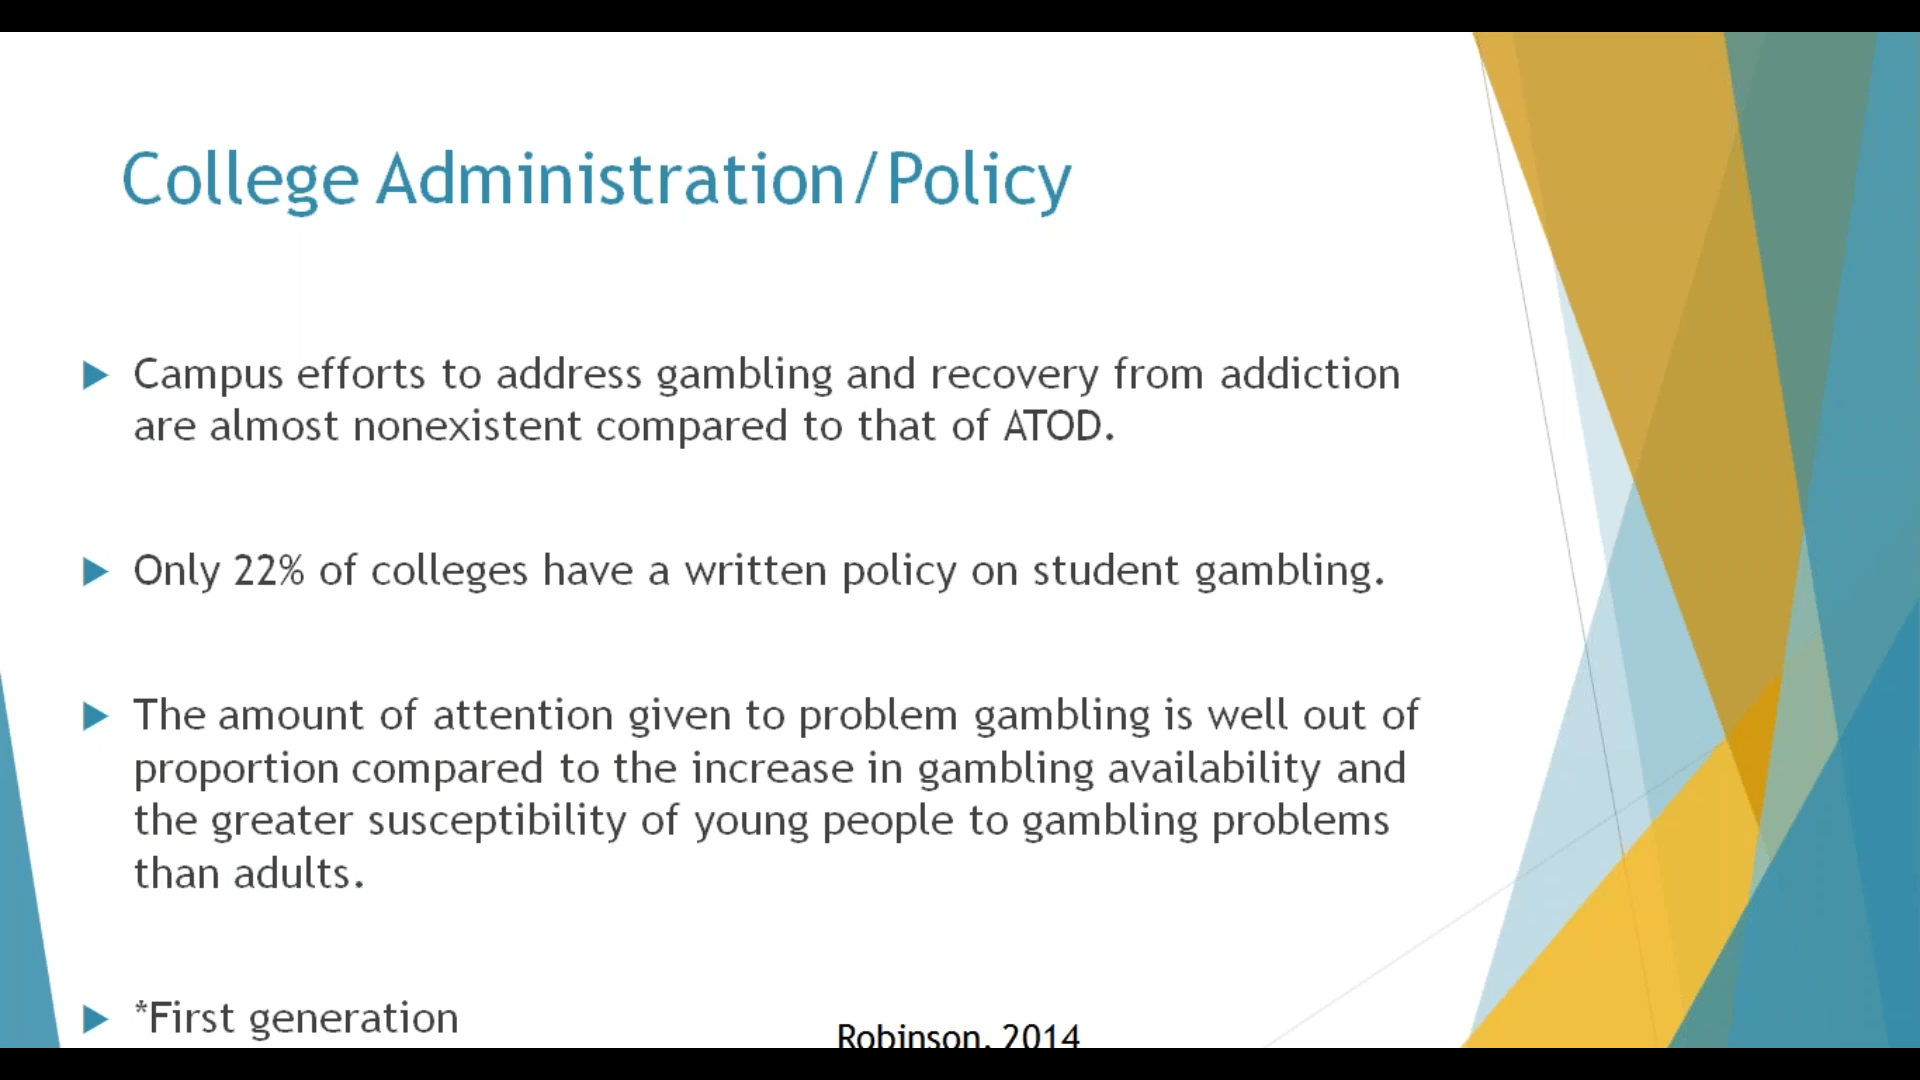 College Administration/Policy
Campus efforts to address gambling and recovery from addiction
are almost nonexistent compared to that of ATOD.
Only 22% of colleges have a written policy on student gambling.
The amount of attention given to problem gambling is well out of
proportion compared to the increase in gambling availability and
the greater susceptibility of young people to gambling problems
than adults.
*First generation
Robinson, 2014